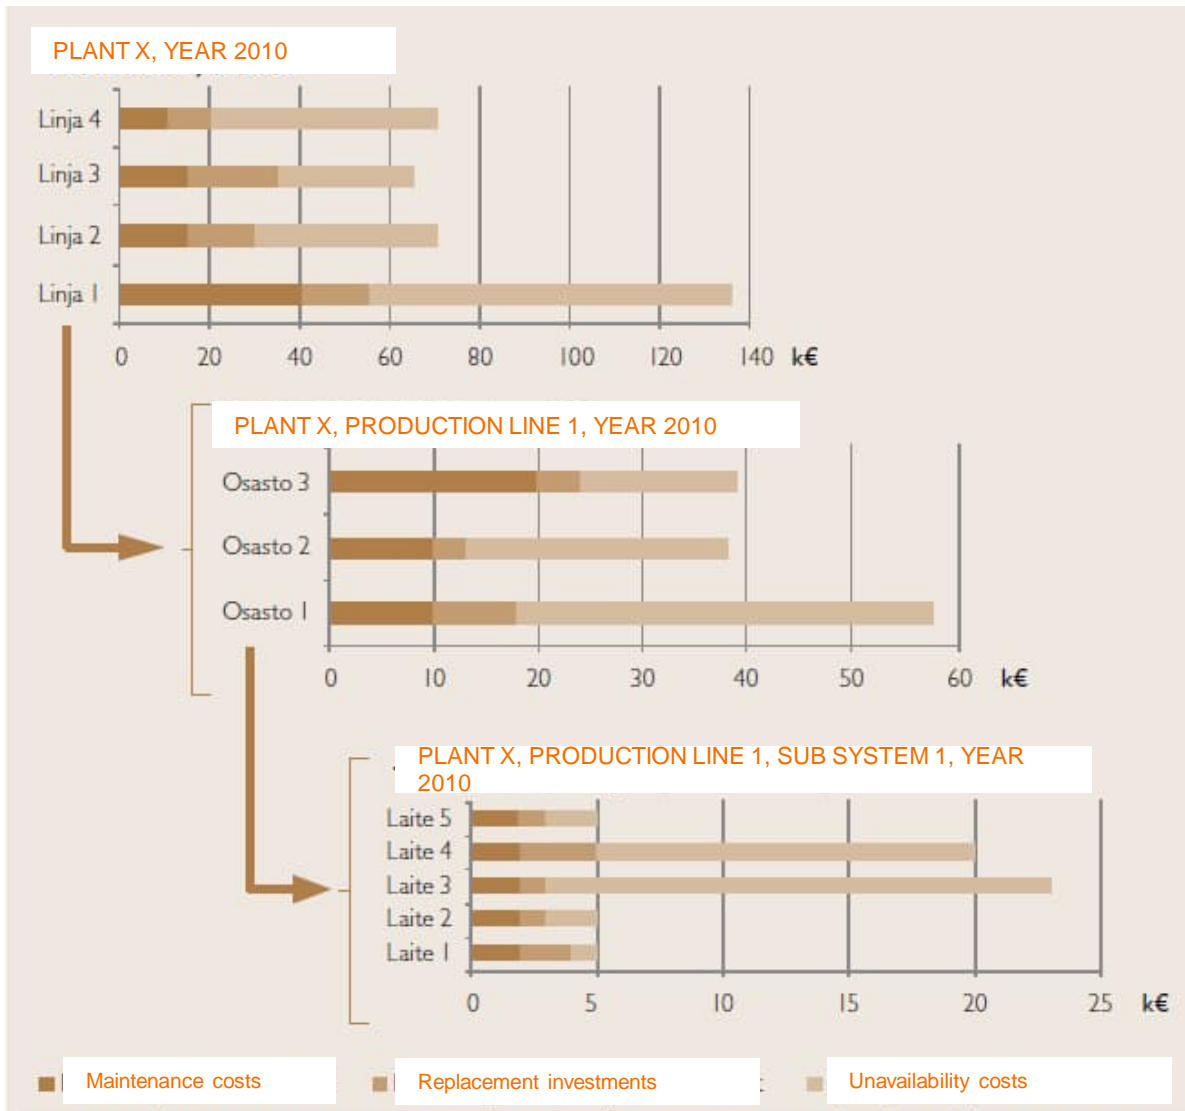 PLANT X, YEAR 2010
Linja 4
Linja 3
Linja 2
Linja 1
0 20 40 60 80 100 120 140 k€
PLANT X, PRODUCTION LINE 1, YEAR 2010
Osasto 3
Osasto 2
Osasto 1
0 10 20 30 40 50 60 k€
PLANT X, PRODUCTION LINE 1, SUB SYSTEM 1, YEAR
2010
Laite 5
Laite 4
Laite 3
Laite 2
Laite 1
0 5 10 15 20 25 k€
Maintenance costs Replacement investments Unavailability costs